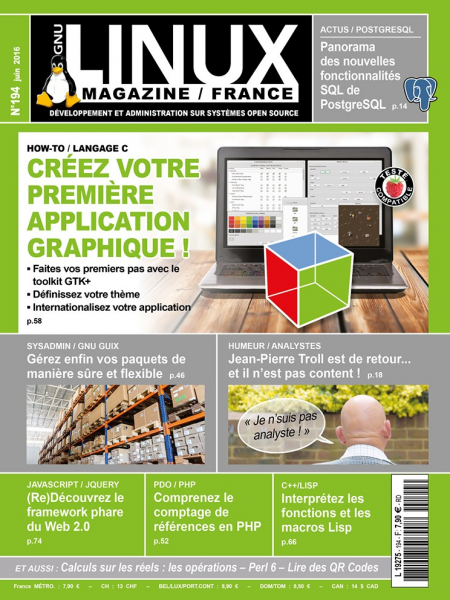 N°194 juin 2016
GNU
LINUX
MAGAZINE / FRANCE
DÉVELOPPEMENT ET ADMINISTRATION SUR SYSTÈMES OPEN SOURCE
ACTUS / POSTGRESQL
Panorama
des nouvelles
fonctionnalités
SQL de
PostgreSQL p.14
HOW-TO / LANGAGE C
CRÉEZ VOTRE
PREMIÈRE
APPLICATION
GRAPHIQUE !
▪ Faites vos premiers pas avec le
toolkit GTK+
▪ Définissez votre thème
▪ Internationalisez votre application
p.58
TESTÉ
COMPATIBLE
SYSADMIN / GNU GUIX
Gérez enfin vos paquets de
manière sûre et flexible p.46
HUMEUR / ANALYSTES
Jean-Pierre Troll est de retour...
et il n'est pas content ! p.18
« Je n'suis pas
analyste ! »
JAVASCRIPT / JQUERY
(Re)Découvrez le
framework phare
du Web 2.0
p.74
PDO / PHP
Comprenez le
comptage de
références en PHP
p.52
C++/LISP
Interprétez les
fonctions et les
macros Lisp
p.66
L 19275 - 194 - F: 7,90 € - RD
ET AUSSI : Calculs sur les réels : les opérations – Perl 6 – Lire des QR Codes
France MÉTRO. : 7,90 € – CH : 13 CHF – BEL/LUX/PORT.CONT : 8,90 € – DOM/TOM : 8,50 € – CAN : 14 $ CAD